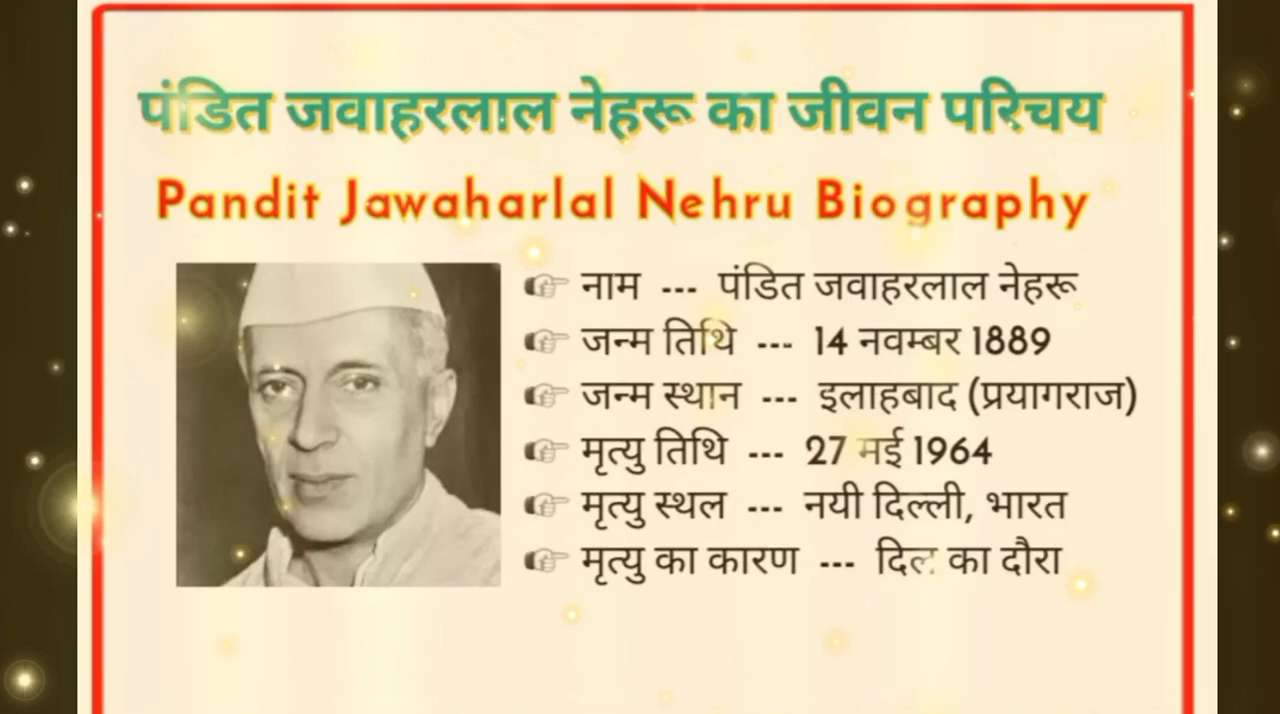 पंडित जवाहरलाल नेहरू का जीवन परिचय
Pandit Jawaharlal Nehru Biography
☞ नाम --- पंडित जवाहरलाल नेहरू
☞ जन्म तिथि --- 14 नवम्बर 1889
☞ जन्म स्थान --- इलाहबाद (प्रयागराज)
☞ मृत्यु तिथि --- 27 मई 1964
☞ मृत्यु स्थल --- नयी दिल्ली, भारत
☞ मृत्यु का कारण --- दिल का दौरा